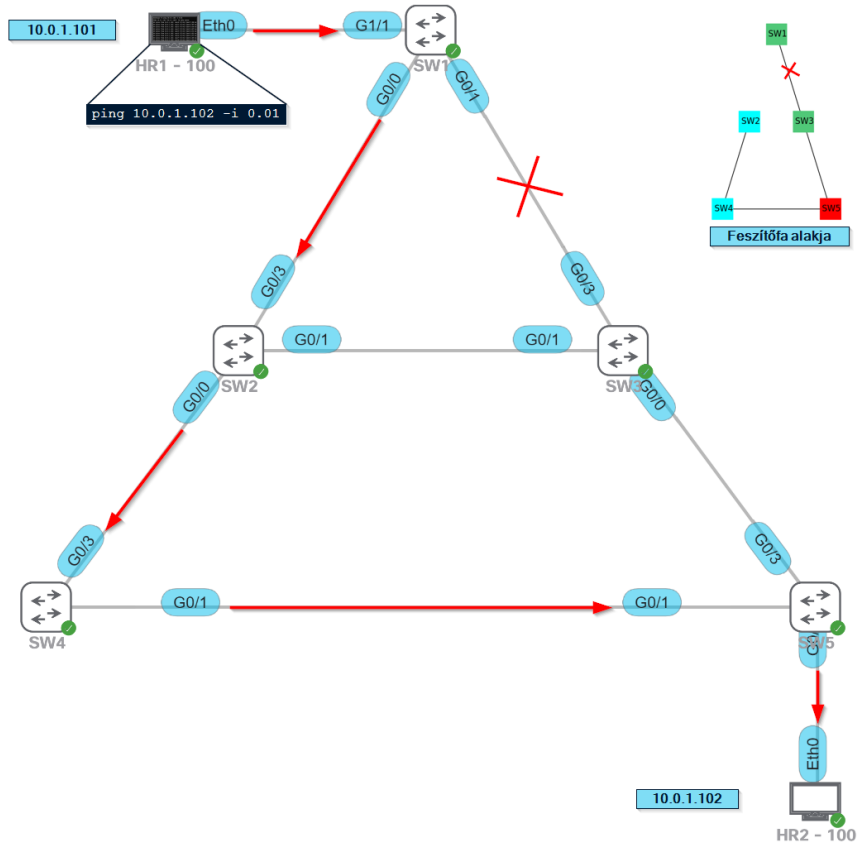 10.0.1.101
Eth0
G1/1
HR1 - 100
SW1
ping 10.0.1.102 -i 0.01
G0/0
G0/1
SW1
SW2
SW3
SW4
SW5
Feszítőfa alakja
G0/3
G0/3
G0/1
G0/1
SW2
SW3
G0/0
G0/0
G0/3
G0/3
G0/1
G0/1
SW4
SW5
Eth0
10.0.1.102
HR2 - 100